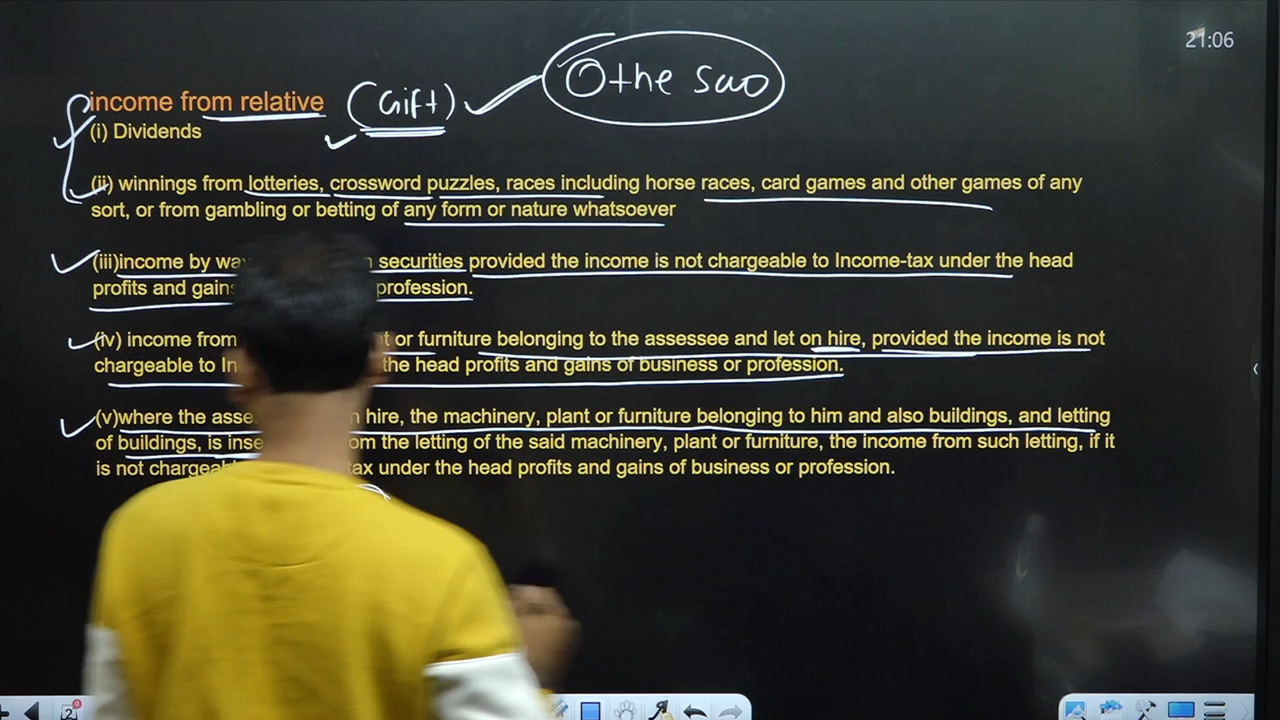 21:06
income from relative (Gift) Othe Sau
(i) Dividends
(ii) winnings from lotteries, crossword puzzles, races including horse races, card games and other games of any
sort, or from gambling or betting of any form or nature whatsoever
(iii)income by securities provided the income is not chargeable to Income-tax under the head
profits and gains profession.
(iv) income from or furniture belonging to the assessee and let on hire, provided the income is not
chargeable to the head profits and gains of business or profession.
(v)where the hire, the machinery, plant or furniture belonging to him and also buildings, and letting
of buildings, is the letting of the said machinery, plant or furniture, the income from such letting, if it
is not tax under the head profits and gains of business or profession.
2